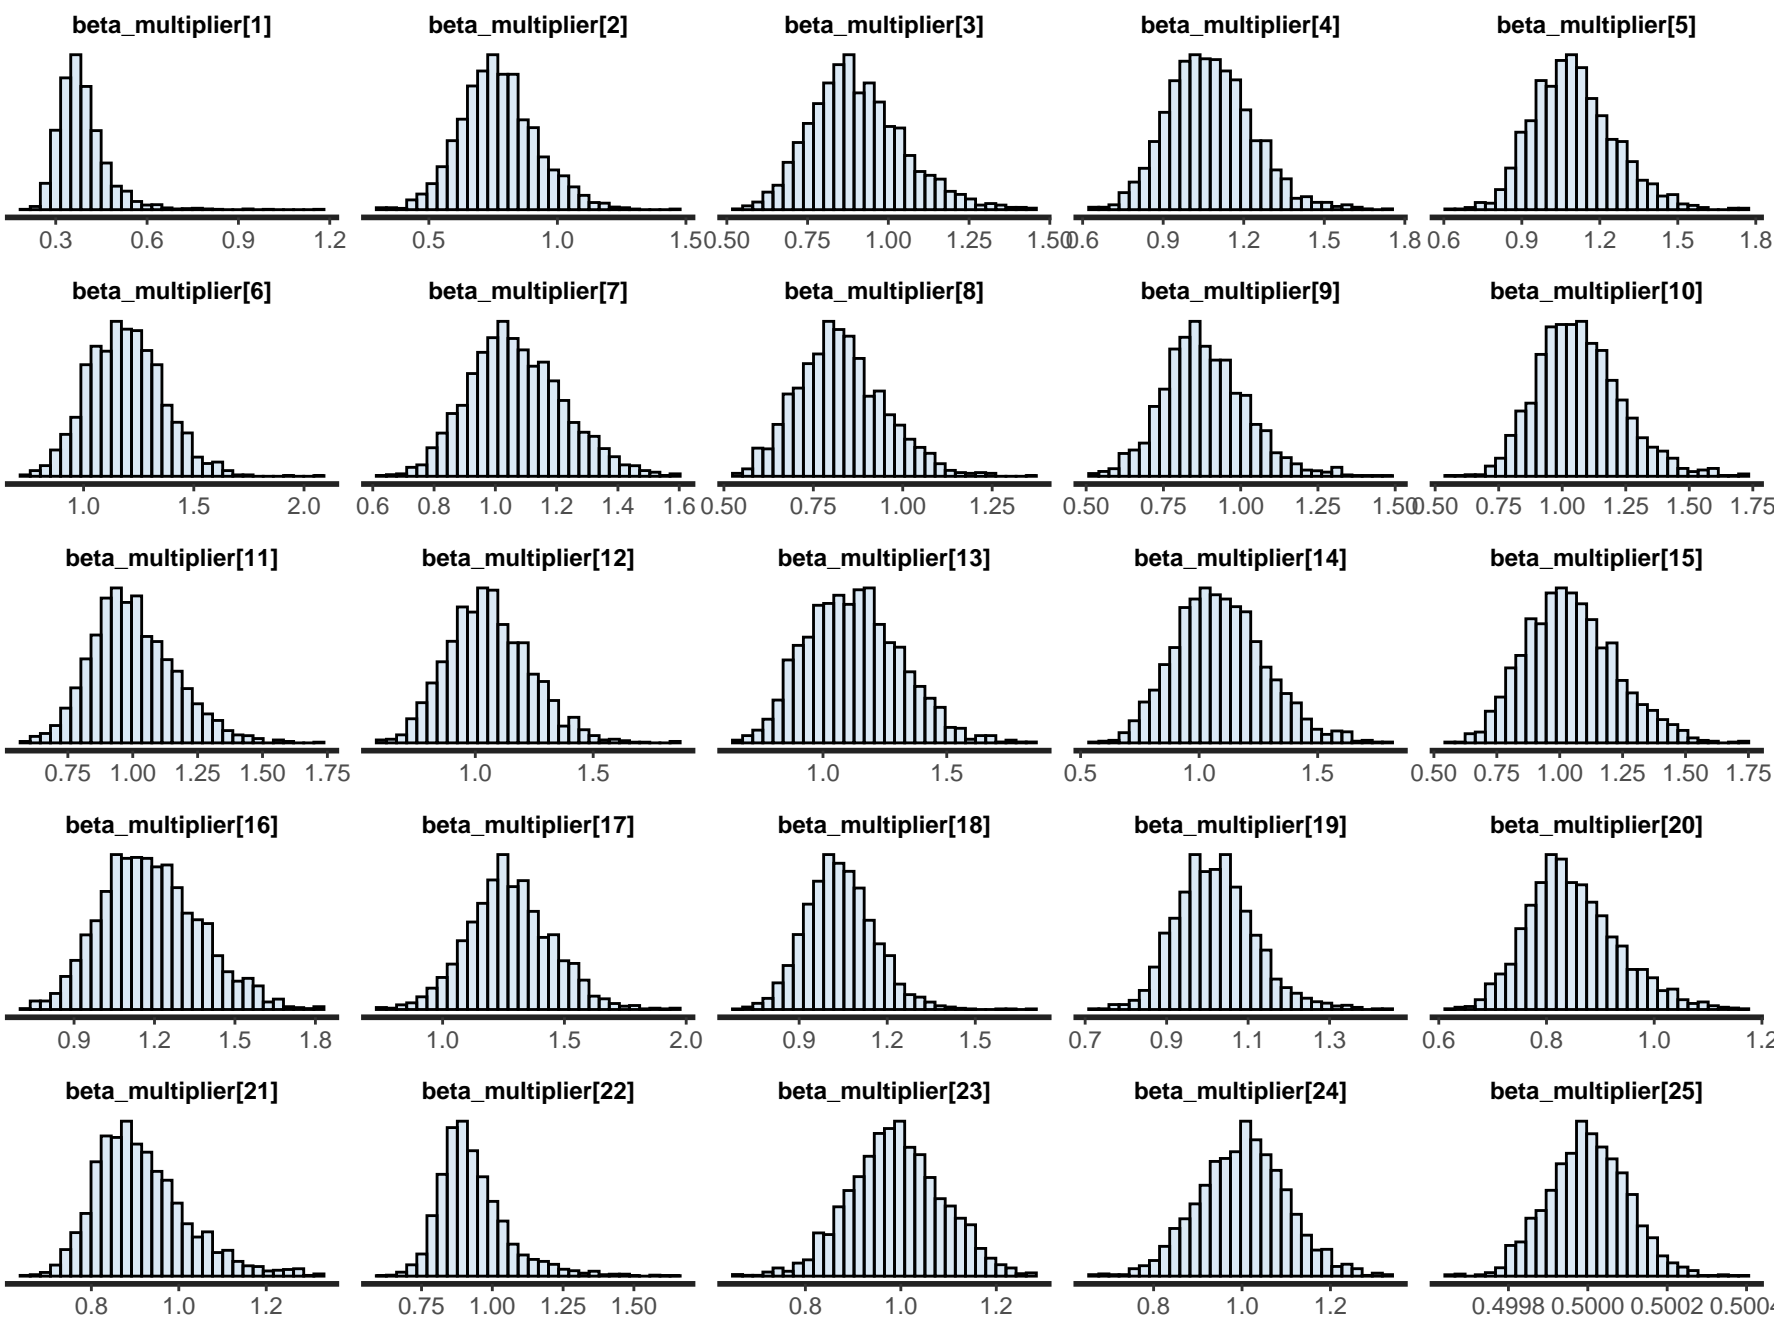 beta_multiplier[1] beta_multiplier[2] beta_multiplier[3] beta_multiplier[4] beta_multiplier[5]
0.3 0.6 0.9 1.2 0.5 1.0 1.50 0.50 0.75 1.00 1.25 1.50 0.6 0.9 1.2 1.5 1.8 0.6 0.9 1.2 1.5 1.8
beta_multiplier[6] beta_multiplier[7] beta_multiplier[8] beta_multiplier[9] beta_multiplier[10]
1.0 1.5 2.0 0.6 0.8 1.0 1.2 1.4 1.6 0.50 0.75 1.00 1.25 0.50 0.75 1.00 1.25 1.50 0.50 0.75 1.00 1.25 1.50 1.75
beta_multiplier[11] beta_multiplier[12] beta_multiplier[13] beta_multiplier[14] beta_multiplier[15]
0.75 1.00 1.25 1.50 1.75 1.0 1.5 1.0 1.5 0.5 1.0 1.5 0.50 0.75 1.00 1.25 1.50 1.75
beta_multiplier[16] beta_multiplier[17] beta_multiplier[18] beta_multiplier[19] beta_multiplier[20]
0.9 1.2 1.5 1.8 1.0 1.5 2.0 0.9 1.2 1.5 0.7 0.9 1.1 1.3 0.6 0.8 1.0 1.2
beta_multiplier[21] beta_multiplier[22] beta_multiplier[23] beta_multiplier[24] beta_multiplier[25]
0.8 1.0 1.2 0.75 1.00 1.25 1.50 0.8 1.0 1.2 0.8 1.0 1.2 0.4998 0.5000 0.5002 0.5004